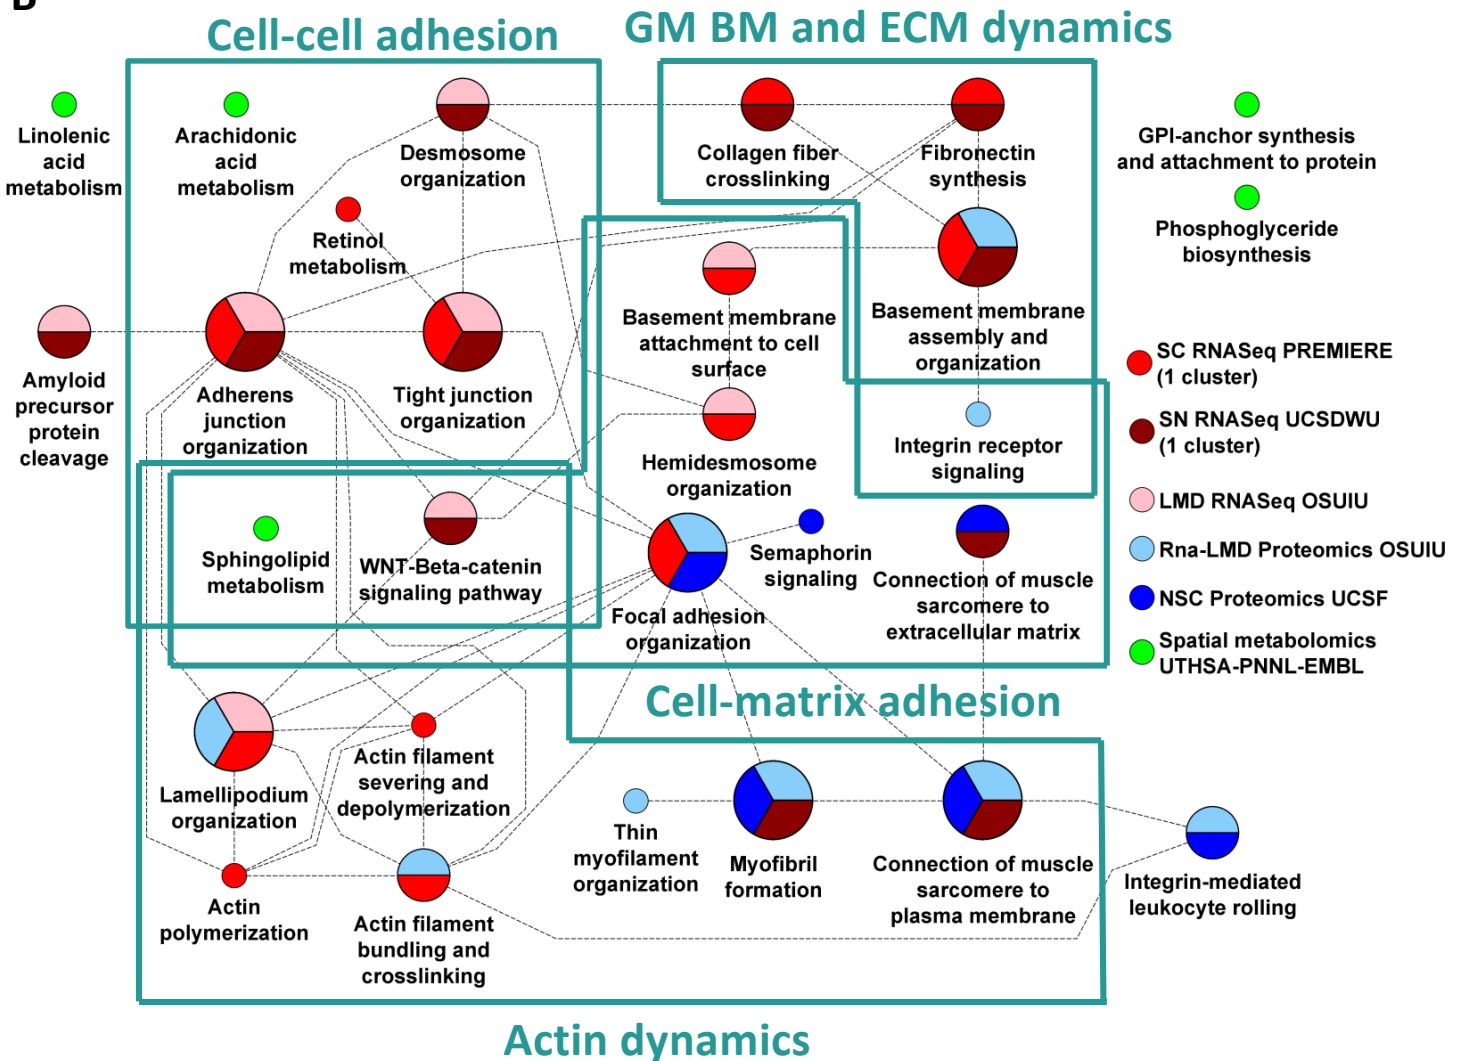 B
Cell-cell adhesion
GM BM and ECM dynamics
Linolenic
acid
metabolism
Arachidonic
acid
metabolism
Desmosome
organization
Collagen fiber
crosslinking
Fibronectin
synthesis
GPI-anchor synthesis
and attachment to protein
Phosphoglyceride
biosynthesis
Retinol
metabolism
Basement membrane
attachment to cell
surface
Basement membrane
assembly and
organization
Amyloid
precursor
protein
cleavage
Adherens
junction
organization
Tight junction
organization
Hemidesmosome
organization
Integrin receptor
signaling
SC RNASeq PREMIERE
(1 cluster)
SN RNASeq UCSDWU
(1 cluster)
LMD RNASeq OSUIU
Rna-LMD Proteomics OSUIU
NSC Proteomics UCSF
Spatial metabolomics
UTHSA-PNNL-EMBL
Sphingolipid
metabolism
WNT-Beta-catenin
signaling pathway
Focal adhesion
organization
Semaphorin
signaling
Connection of muscle
sarcomere to
extracellular matrix
Cell-matrix adhesion
Lamellipodium
organization
Actin filament
severing and
depolymerization
Thin
myofilament
organization
Myofibril
formation
Connection of muscle
sarcomere to
plasma membrane
Integrin-mediated
leukocyte rolling
Actin
polymerization
Actin filament
bundling and
crosslinking
Actin dynamics